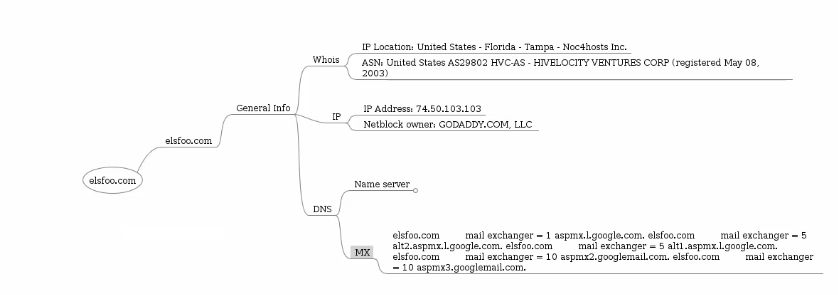 IP Location: United States - Florida - Tampa - Noc4hosts Inc.
Whois
ASN: United States AS29802 HVC-AS - HIVELOCITY VENTURES CORP (registered May 08,
2003)
General Info
IP Address: 74.50.103.103
IP
Netblock owner: GODADDY.COM, LLC
elsfoo.com
elsfoo.com
Name server
DNS
MX
elsfoo.com mail exchanger = 1 aspmx.l.google.com. elsfoo.com mail exchanger = 5
alt2.aspmx.l.google.com. elsfoo.com mail exchanger = 5 alt1.aspmx.l.google.com.
elsfoo.com mail exchanger = 10 aspmx2.googlemail.com. elsfoo.com mail exchanger
= 10 aspmx3.googlemail.com.